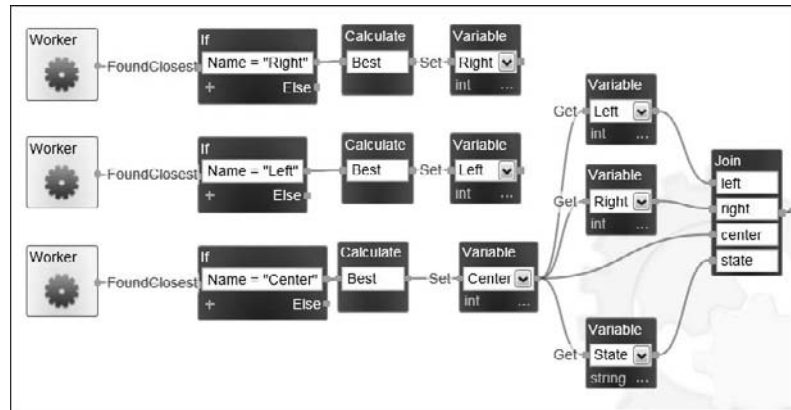 Worker
FoundClosest
If
Name = "Right"
+ Else
Calculate
Best
Set
Variable
Right
int ...
Worker
FoundClosest
If
Name = "Left"
+ Else
Calculate
Best
Set
Variable
Left
int ...
Worker
FoundClosest
If
Name = "Center"
+ Else
Calculate
Best
Set
Variable
Center
int ...
Get
Variable
Left
int ...
Get
Variable
Right
int ...
Get
Variable
State
string ...
Join
left
right
center
state